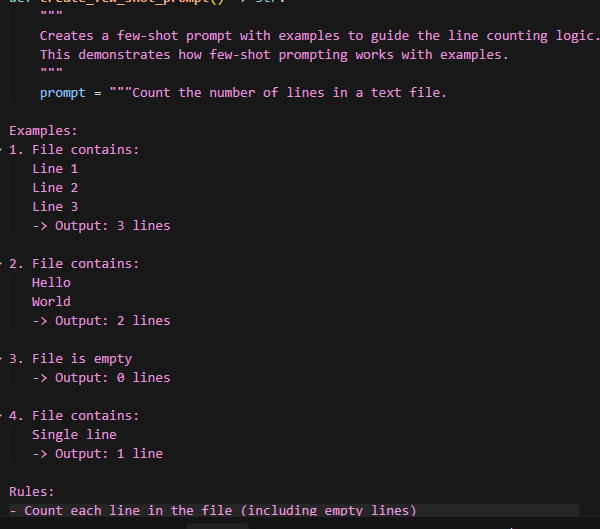 def create_few_shot_prompt() -> str:
"""
Creates a few-shot prompt with examples to guide the line counting logic.
This demonstrates how few-shot prompting works with examples.
"""
prompt = """Count the number of lines in a text file.
Examples:
1. File contains:
Line 1
Line 2
Line 3
-> Output: 3 lines
2. File contains:
Hello
World
-> Output: 2 lines
3. File is empty
-> Output: 0 lines
4. File contains:
Single line
-> Output: 1 line
Rules:
- Count each line in the file (including empty lines)